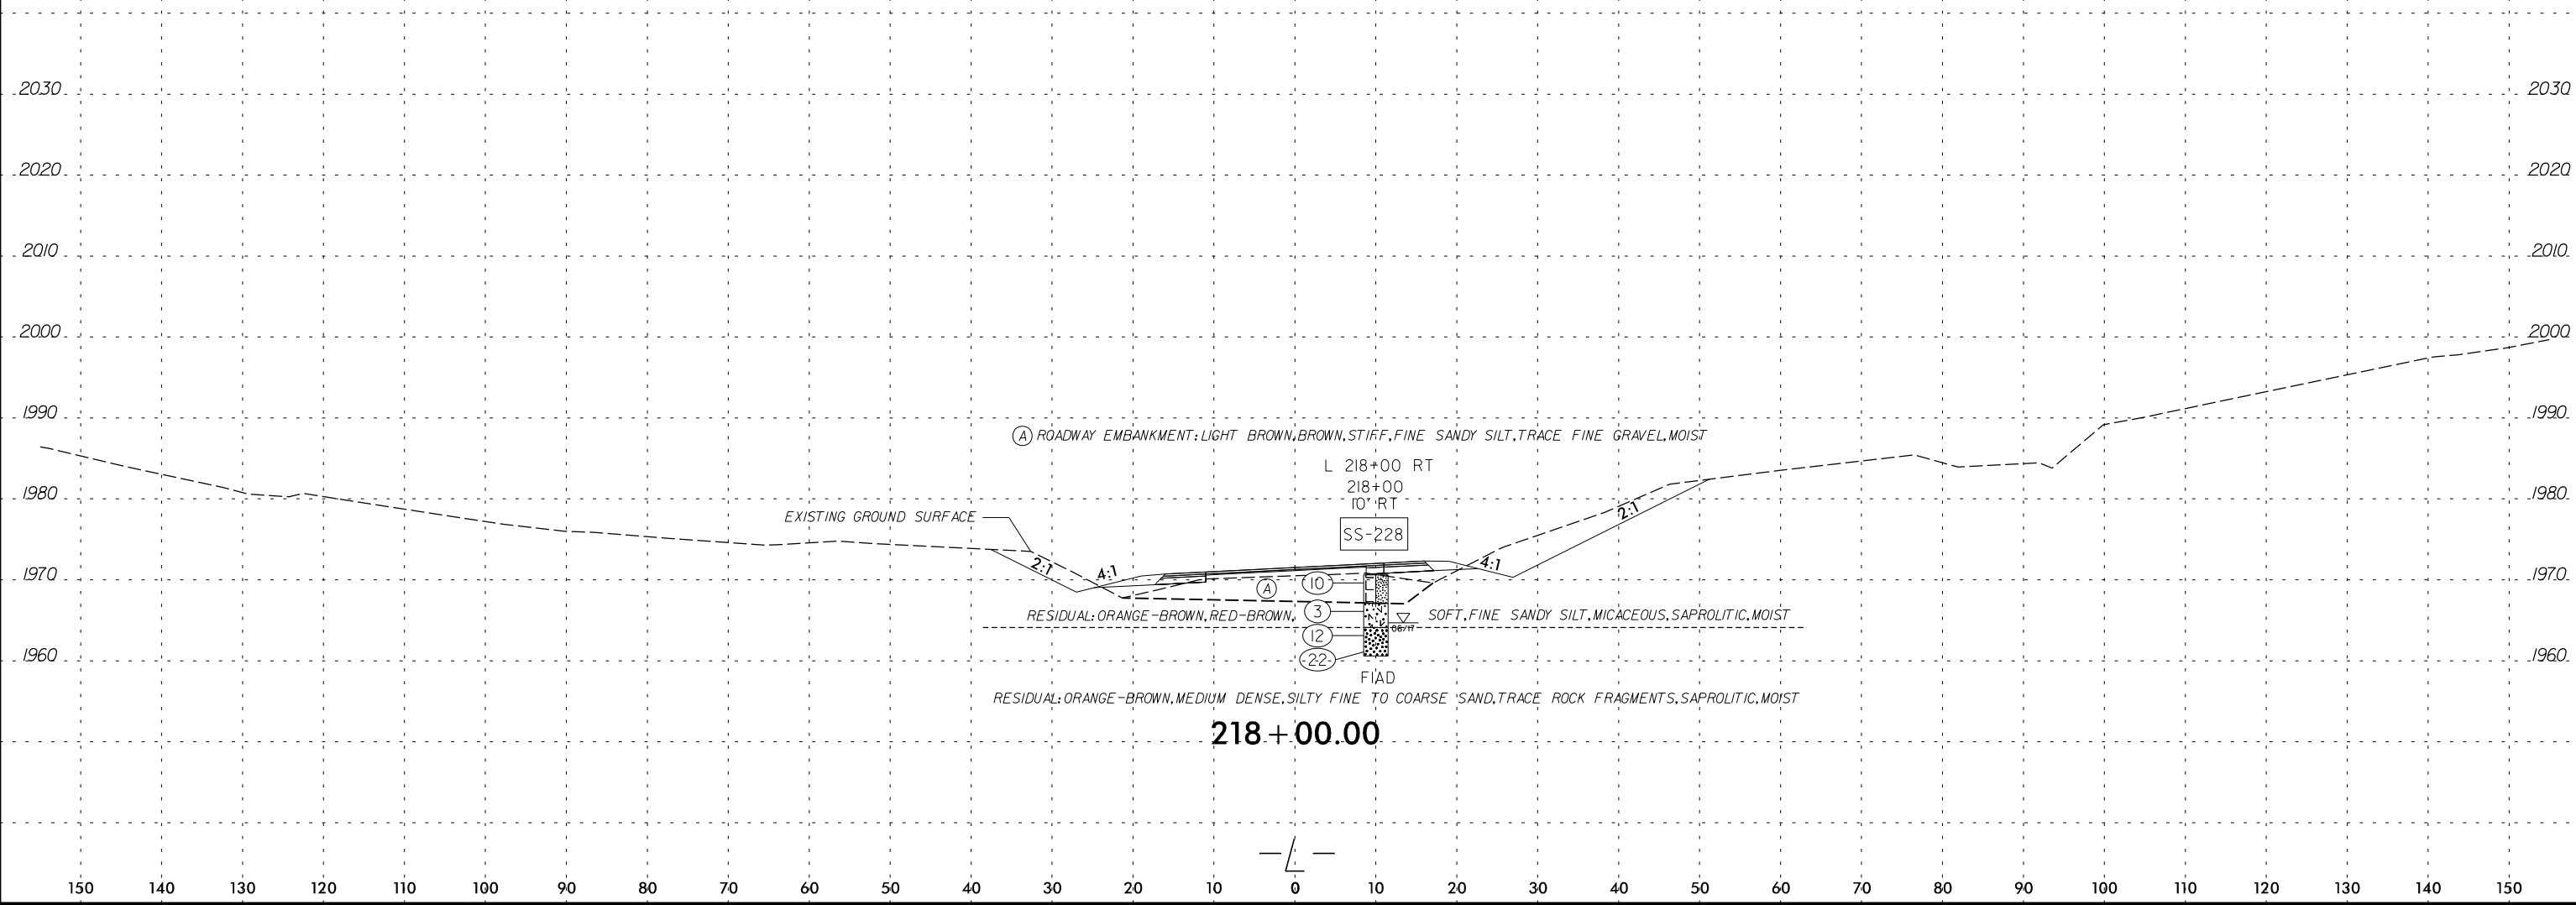 2030 2030
2020 2020
2010 2010
2000 2000
1990 1990
Ⓐ ROADWAY EMBANKMENT: LIGHT BROWN, BROWN, STIFF, FINE SANDY SILT, TRACE FINE GRAVEL, MOIST
L 218+00 RT
218+00
10' RT
1980 1980
EXISTING GROUND SURFACE
SS-228
2:1
2:1 4:1 4:1
1970 1970
A 10
RESIDUAL: ORANGE-BROWN, RED-BROWN, 3 SOFT, FINE SANDY SILT, MICACEOUS, SAPROLITIC, MOIST
06/17
12
1960 22 1960
FIAD
RESIDUAL: ORANGE-BROWN, MEDIUM DENSE, SILTY FINE TO COARSE SAND, TRACE ROCK FRAGMENTS, SAPROLITIC, MOIST
218+00.00
-L-
150 140 130 120 110 100 90 80 70 60 50 40 30 20 10 0 10 20 30 40 50 60 70 80 90 100 110 120 130 140 150